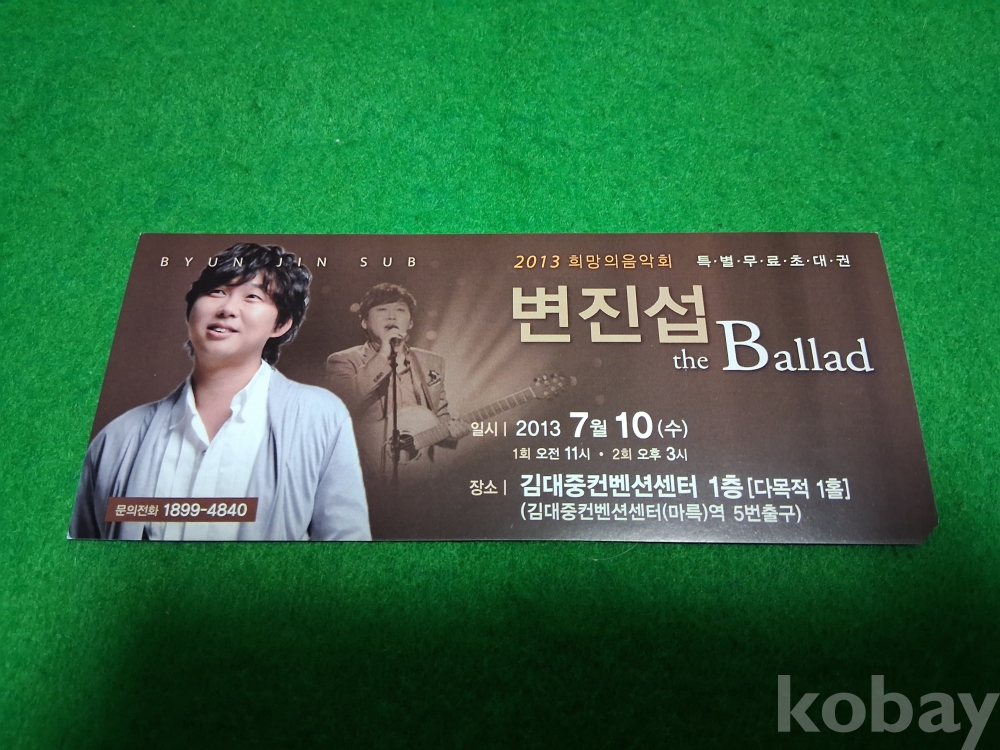 BYUN JIN SUB
2013 희망의음악회 특·별·무·료·초·대·권
변진섭
the Ballad
일시 | 2013 7월 10 (수)
1회 오전 11시 · 2회 오후 3시
장소 | 김대중컨벤션센터 1층 [다목적 1홀]
(김대중컨벤션센터(마륵)역 5번출구)
문의전화 1899-4840
kobay